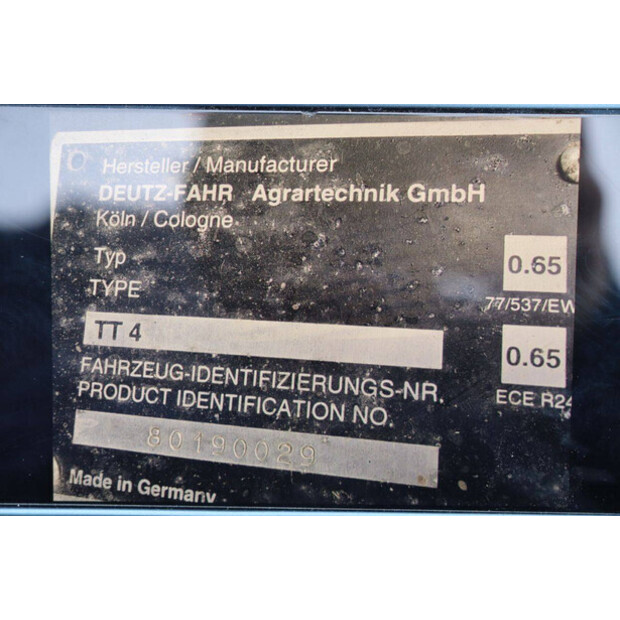 Hersteller / Manufacturer
DEUTZ-FAHR Agrartechnik GmbH
Köln / Cologne
Typ
TYPE
0.65
77/537/EW
TT 4
0.65
ECE R24
FAHRZEUG-IDENTIFIZIERUNGS-NR.
PRODUCT IDENTIFICATION NO.
80190029
Made in Germany